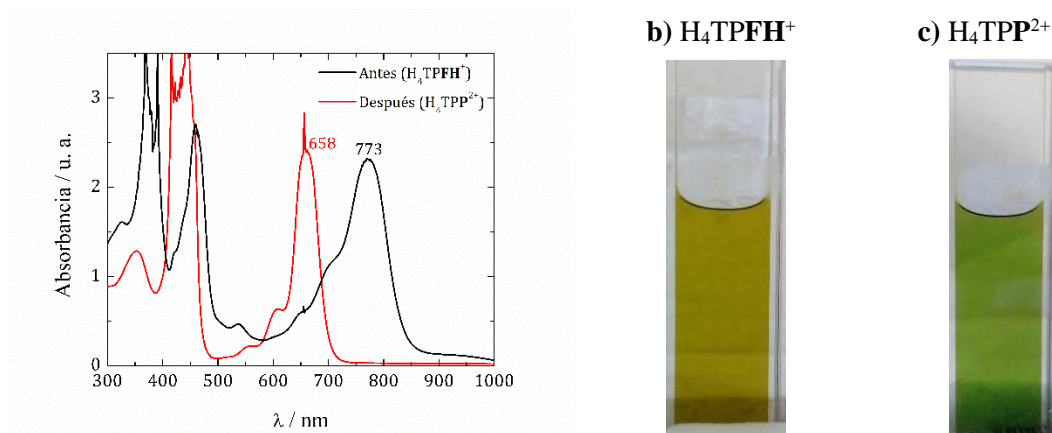 b) H₄TPFH⁺
c) H₄TPP²⁺
Antes (H₄TPFH⁺)
Después (H₄TPP²⁺)
658
773
Absorbancia / u. a.
3
2
1
0
300 400 500 600 700 800 900 1000
λ / nm